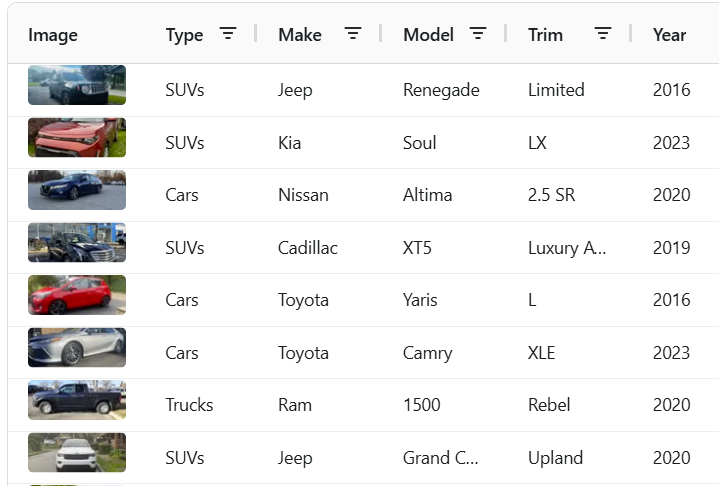 Image Type Make Model Trim Year
SUVs Jeep Renegade Limited 2016
SUVs Kia Soul LX 2023
Cars Nissan Altima 2.5 SR 2020
SUVs Cadillac XT5 Luxury A... 2019
Cars Toyota Yaris L 2016
Cars Toyota Camry XLE 2023
Trucks Ram 1500 Rebel 2020
SUVs Jeep Grand C... Upland 2020